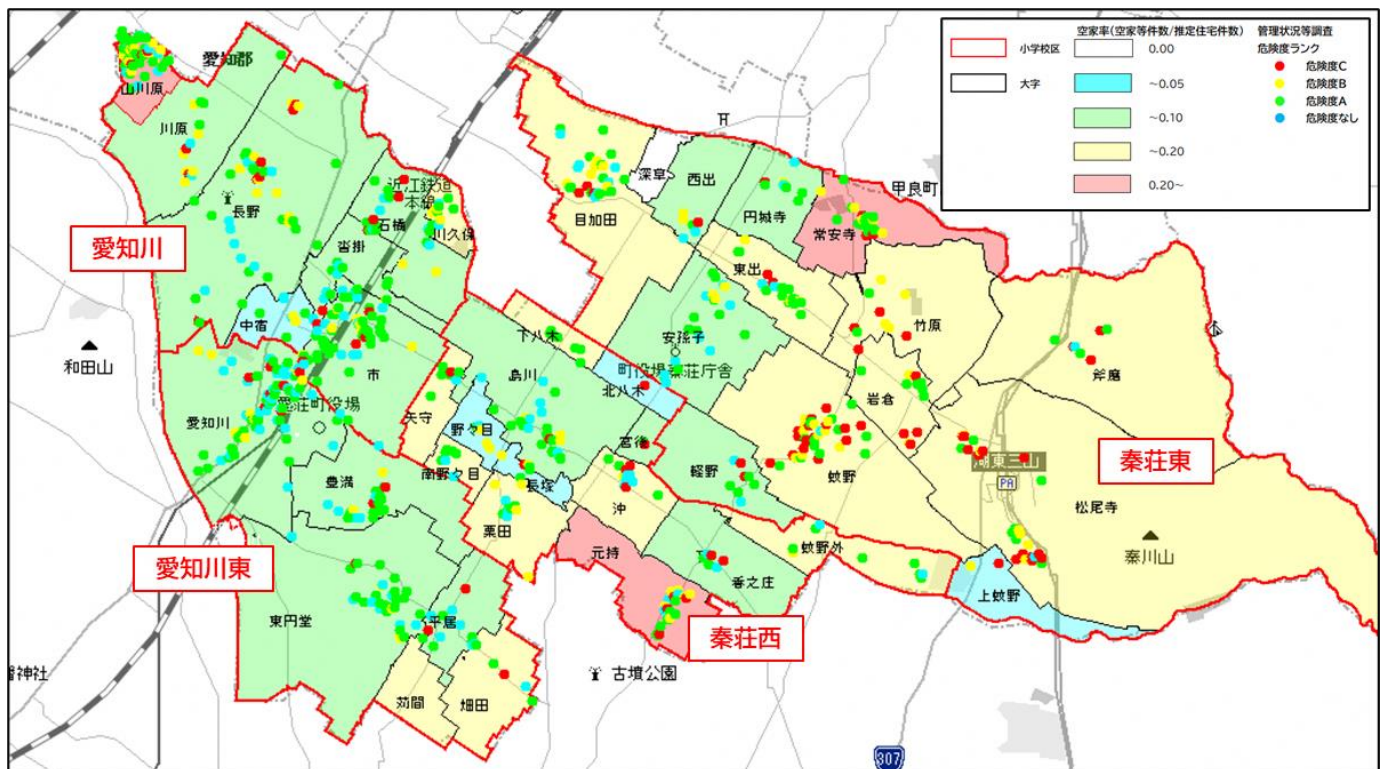 空家率(空家等件数/推定住宅件数)
管理状況等調査
危険度ランク
小学校区
0.00
危険度C
大字
~0.05
危険度B
~0.10
危険度A
~0.20
危険度なし
0.20~
愛知郡
山川原
川原
長野
近江鉄道
本線
石橋
川久保
沓掛
愛知川
中宿
和田山
市
愛知川
愛荘町役場
豊満
愛知川東
東円堂
平居
苅間
畑田
深草
西出
円城寺
常安寺
甲良町
目加田
東出
竹原
安孫子
町役場秦荘庁舎
下八木
島川
北八木
岩倉
斧磨
矢守
野々目
宮後
南野々目
長塚
軽野
蚊野
湖東三山
PA
秦荘東
松尾寺
秦川山
栗田
沖
元持
香之庄
蚊野外
上蚊野
秦荘西
古墳公園
神社
307